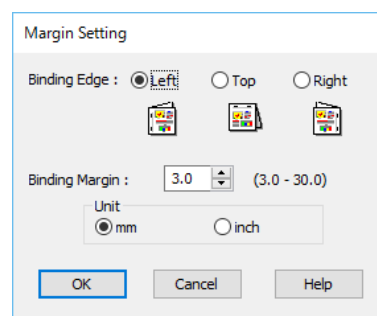 Margin Setting
Binding Edge : Left Top Right
Binding Margin : 3.0 (3.0 - 30.0)
Unit
mm inch
OK Cancel Help